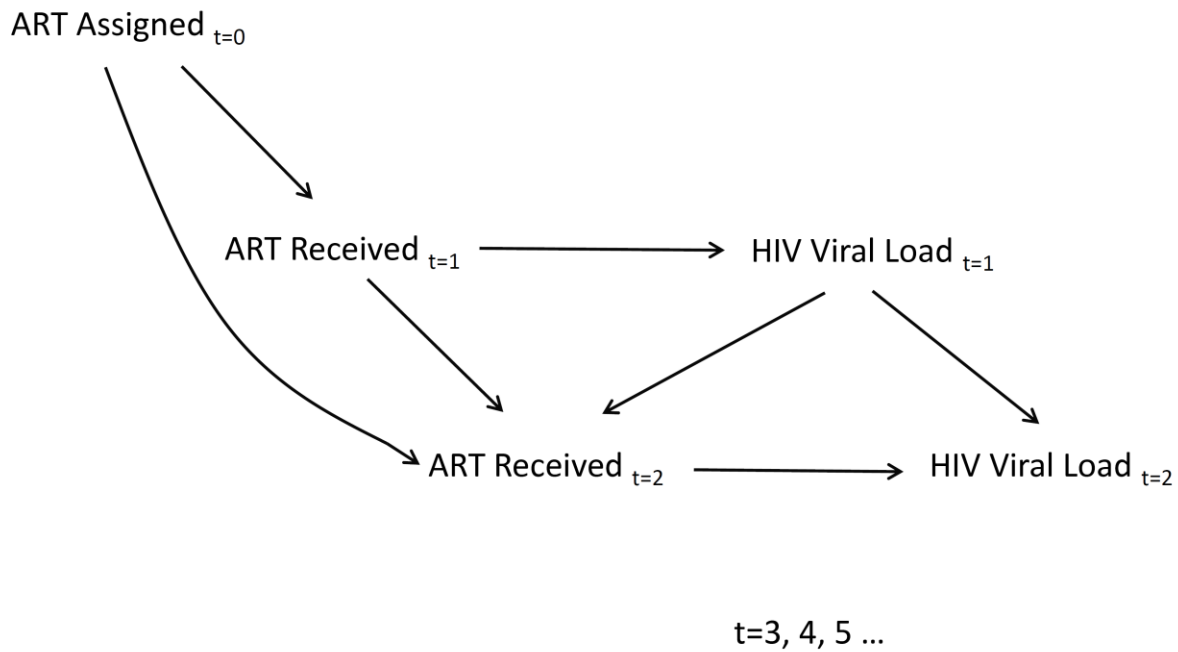 ART Assigned t=0
ART Received t=1
HIV Viral Load t=1
ART Received t=2
HIV Viral Load t=2
t=3, 4, 5 ...